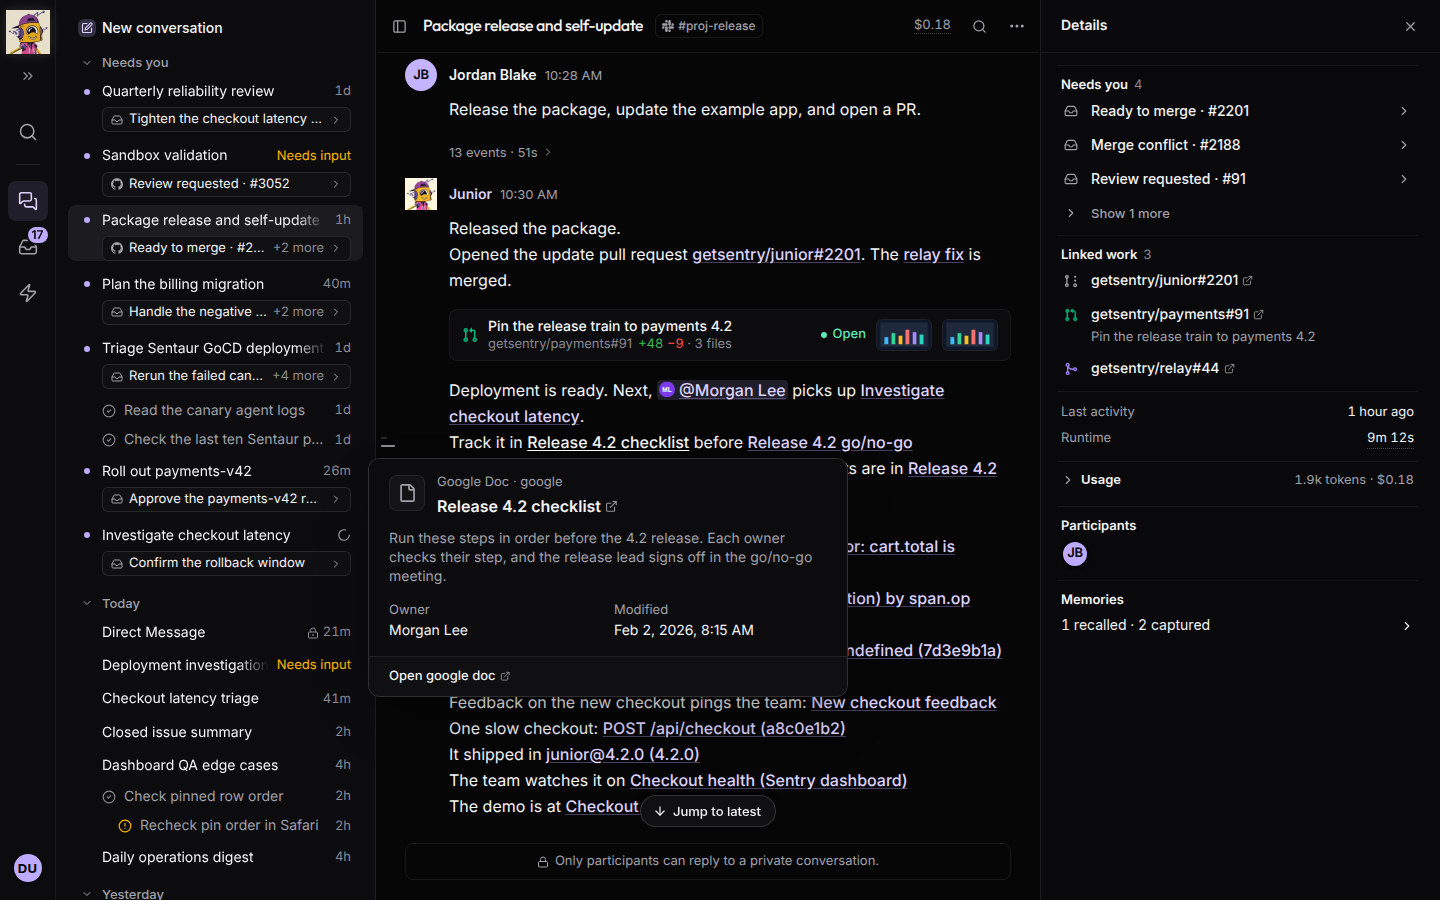 New conversation
Needs you
Quarterly reliability review 1d
Tighten the checkout latency ...
Sandbox validation Needs input
Review requested · #3052
Package release and self-update 1h
Ready to merge · #2... +2 more
Plan the billing migration 40m
Handle the negative ... +2 more
Triage Sentaur GoCD deployment 1d
Rerun the failed can... +4 more
Read the canary agent logs 1d
Check the last ten Sentaur p... 1d
Roll out payments-v42 26m
Approve the payments-v42 r...
Investigate checkout latency
Confirm the rollback window
Today
Direct Message 21m
Deployment investigation Needs input
Checkout latency triage 41m
Closed issue summary 2h
Dashboard QA edge cases 4h
Check pinned row order 2h
Recheck pin order in Safari 2h
Daily operations digest 4h
Yesterday
17
DU
Package release and self-update #proj-release $0.18
JB Jordan Blake 10:28 AM
Release the package, update the example app, and open a PR.
13 events · 51s
Junior 10:30 AM
Released the package.
Opened the update pull request getsentry/junior#2201. The relay fix is
merged.
Pin the release train to payments 4.2
getsentry/payments#91 +48 −9 · 3 files
Open
Deployment is ready. Next, ML @Morgan Lee picks up Investigate
checkout latency.
Track it in Release 4.2 checklist before Release 4.2 go/no-go
s are in Release 4.2
Google Doc · google
Release 4.2 checklist
Run these steps in order before the 4.2 release. Each owner
checks their step, and the release lead signs off in the go/no-go
meeting.
Owner Modified
Morgan Lee Feb 2, 2026, 8:15 AM
Open google doc
or: cart.total is
tion) by span.op
ndefined (7d3e9b1a)
Feedback on the new checkout pings the team: New checkout feedback
One slow checkout: POST /api/checkout (a8c0e1b2)
It shipped in junior@4.2.0 (4.2.0)
The team watches it on Checkout health (Sentry dashboard)
The demo is at Checkout
Jump to latest
Only participants can reply to a private conversation.
Details
Needs you 4
Ready to merge · #2201
Merge conflict · #2188
Review requested · #91
Show 1 more
Linked work 3
getsentry/junior#2201
getsentry/payments#91
Pin the release train to payments 4.2
getsentry/relay#44
Last activity 1 hour ago
Runtime 9m 12s
Usage 1.9k tokens · $0.18
Participants
JB
Memories
1 recalled · 2 captured